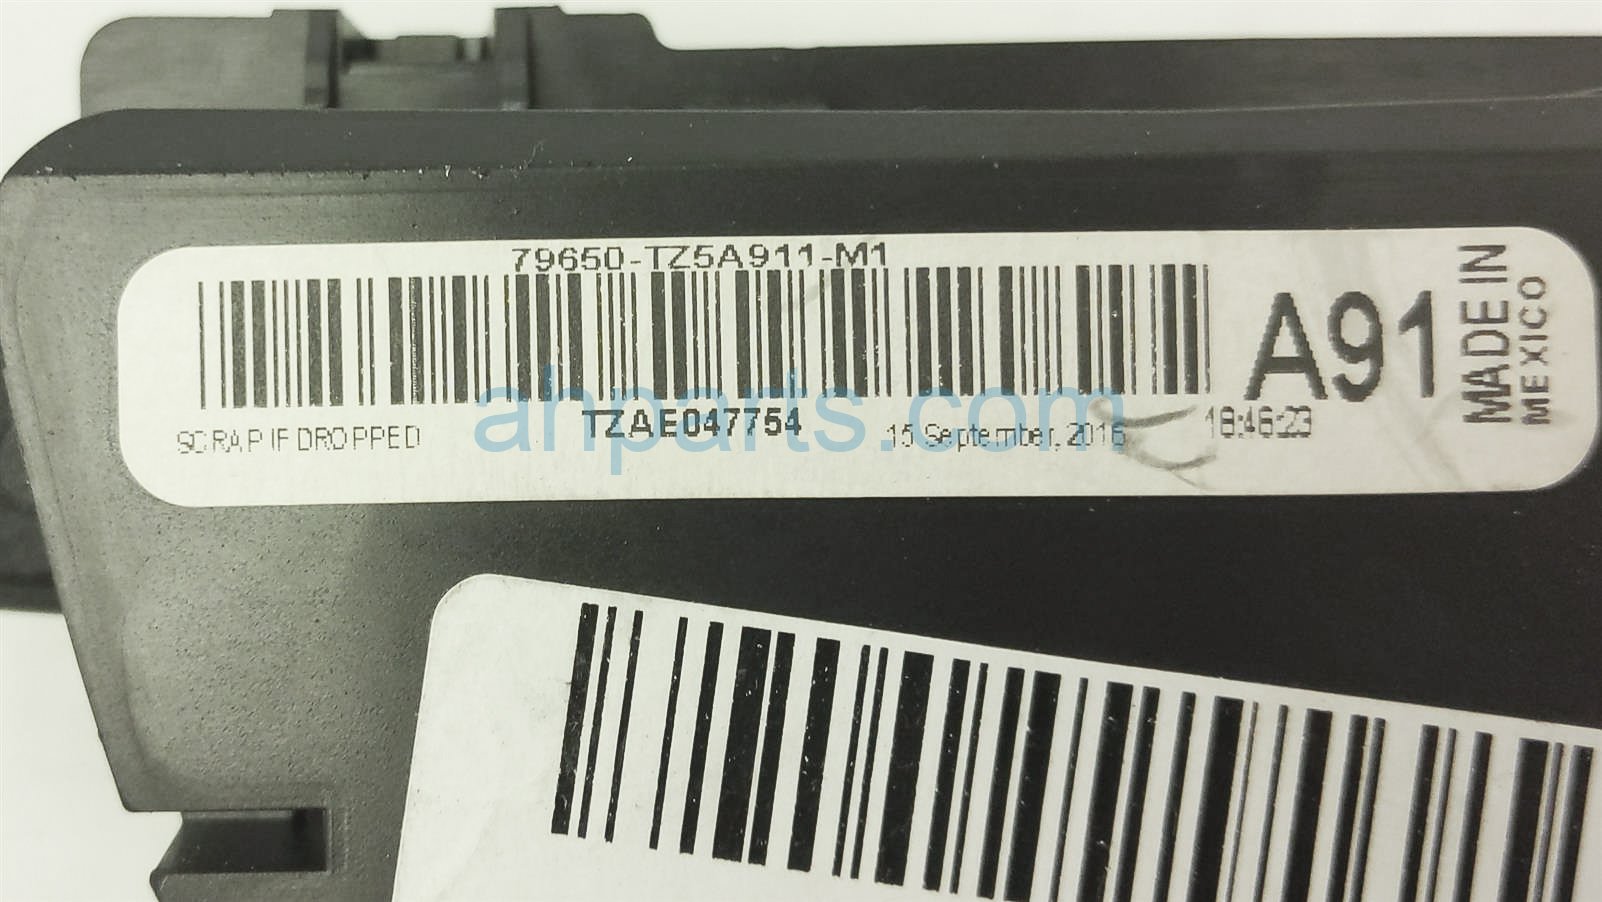 79650-TZ5A911-M1
A91
MADE IN
MEXICO
SCRAP IF DROPPED
TZAE047754
15 September, 2016
18:46:23
ahparts.com